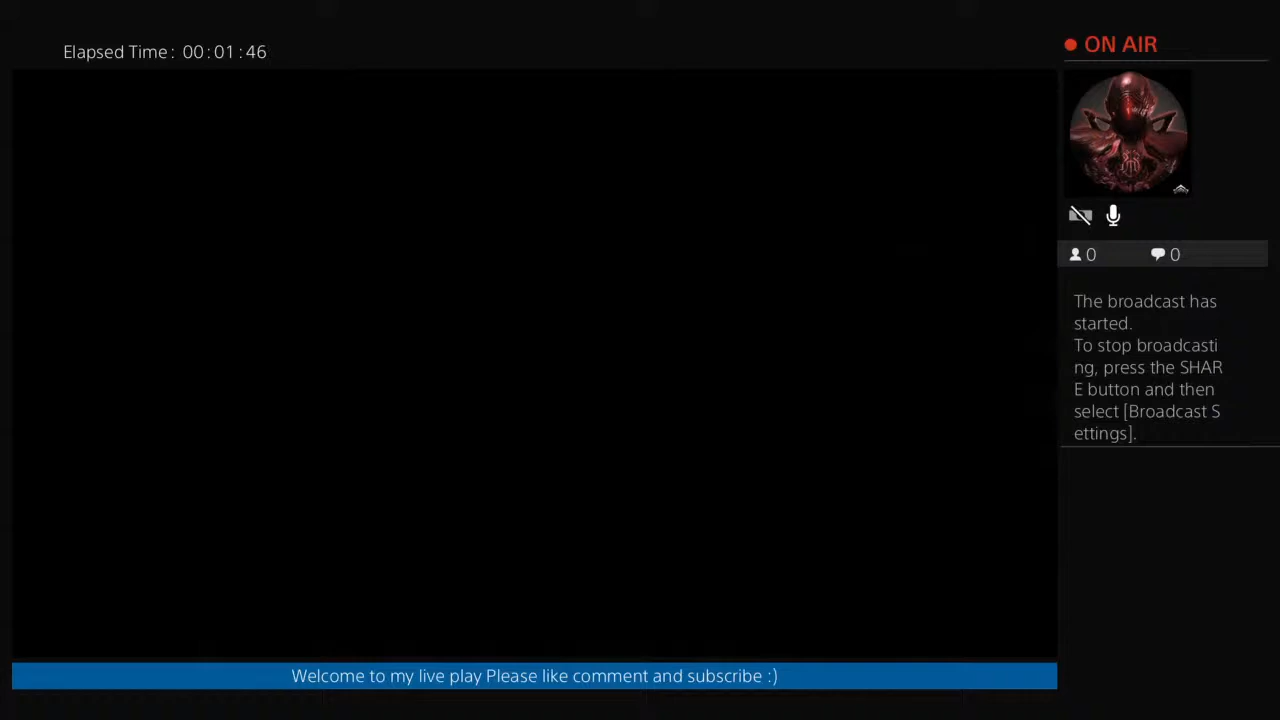 Elapsed Time: 00:01:46
ON AIR
0
0
The broadcast has
started.
To stop broadcasti
ng, press the SHAR
E button and then
select [Broadcast S
ettings].
Welcome to my live play Please like comment and subscribe :)